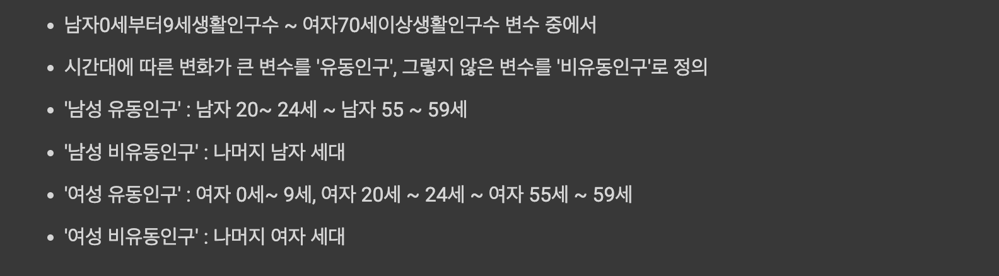 • 남자0세부터9세생활인구수 ~ 여자70세이상생활인구수 변수 중에서
• 시간대에 따른 변화가 큰 변수를 '유동인구', 그렇지 않은 변수를 '비유동인구'로 정의
• '남성 유동인구' : 남자 20~ 24세 ~ 남자 55 ~ 59세
• '남성 비유동인구' : 나머지 남자 세대
• '여성 유동인구' : 여자 0세~ 9세, 여자 20세 ~ 24세 ~ 여자 55세 ~ 59세
• '여성 비유동인구' : 나머지 여자 세대